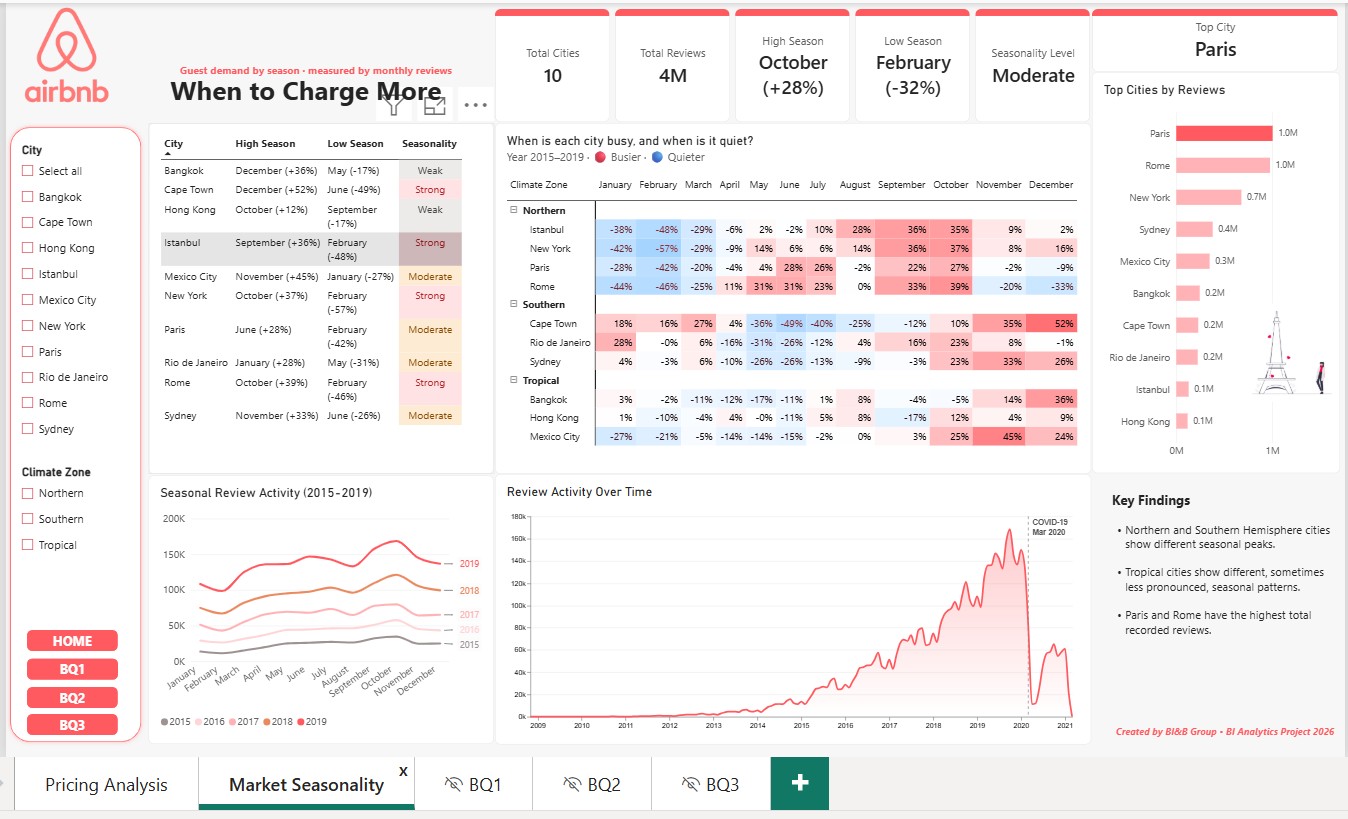 airbnb
Guest demand by season · measured by monthly reviews
When to Charge More
Total Cities
10
Total Reviews
4M
High Season
October
(+28%)
Low Season
February
(-32%)
Seasonality Level
Moderate
Top City
Paris
City
Select all
Bangkok
Cape Town
Hong Kong
Istanbul
Mexico City
New York
Paris
Rio de Janeiro
Rome
Sydney
Climate Zone
Northern
Southern
Tropical
HOME
BQ1
BQ2
BQ3
City High Season Low Season Seasonality
Bangkok December (+36%) May (-17%) Weak
Cape Town December (+52%) June (-49%) Strong
Hong Kong October (+12%) September Weak
(-17%)
Istanbul September (+36%) February Strong
(-48%)
Mexico City November (+45%) January (-27%) Moderate
New York October (+37%) February Strong
(-57%)
Paris June (+28%) February Moderate
(-42%)
Rio de Janeiro January (+28%) May (-31%) Moderate
Rome October (+39%) February Strong
(-46%)
Sydney November (+33%) June (-26%) Moderate
When is each city busy, and when is it quiet?
Year 2015–2019 · Busier · Quieter
Climate Zone January February March April May June July August September October November December
Northern
Istanbul -38% -48% -29% -6% 2% -2% 10% 28% 36% 35% 9% 2%
New York -42% -57% -29% -9% 14% 6% 6% 14% 36% 37% 8% 16%
Paris -28% -42% -20% -4% 4% 28% 26% -2% 22% 27% -2% -9%
Rome -44% -46% -25% 11% 31% 31% 23% 0% 33% 39% -20% -33%
Southern
Cape Town 18% 16% 27% 4% -36% -49% -40% -25% -12% 10% 35% 52%
Rio de Janeiro 28% -0% 6% -16% -31% -26% -12% 4% 16% 23% 8% -1%
Sydney 4% -3% 6% -10% -26% -26% -13% -9% -3% 23% 33% 26%
Tropical
Bangkok 3% -2% -11% -12% -17% -11% 1% 8% -4% -5% 14% 36%
Hong Kong 1% -10% -4% 4% -0% -11% 5% 8% -17% 12% 4% 9%
Mexico City -27% -21% -5% -14% -14% -15% -2% 0% 3% 25% 45% 24%
Top Cities by Reviews
Paris 1.0M
Rome 1.0M
New York 0.7M
Sydney 0.4M
Mexico City 0.3M
Bangkok 0.2M
Cape Town 0.2M
Rio de Janeiro 0.2M
Istanbul 0.1M
Hong Kong 0.1M
0M 1M
Seasonal Review Activity (2015-2019)
200K
150K
100K
50K
0K
2019
2018
2017
2016
2015
January February March April May June July August September October November December
2015 2016 2017 2018 2019
Review Activity Over Time
180k
160k
140k
120k
100k
80k
60k
40k
20k
0k
COVID-19
Mar 2020
2009 2010 2011 2012 2013 2014 2015 2016 2017 2018 2019 2020 2021
Key Findings
• Northern and Southern Hemisphere cities
show different seasonal peaks.
• Tropical cities show different, sometimes
less pronounced, seasonal patterns.
• Paris and Rome have the highest total
recorded reviews.
Created by BI&B Group • BI Analytics Project 2026
Pricing Analysis
Market Seasonality x
BQ1
BQ2
BQ3
+